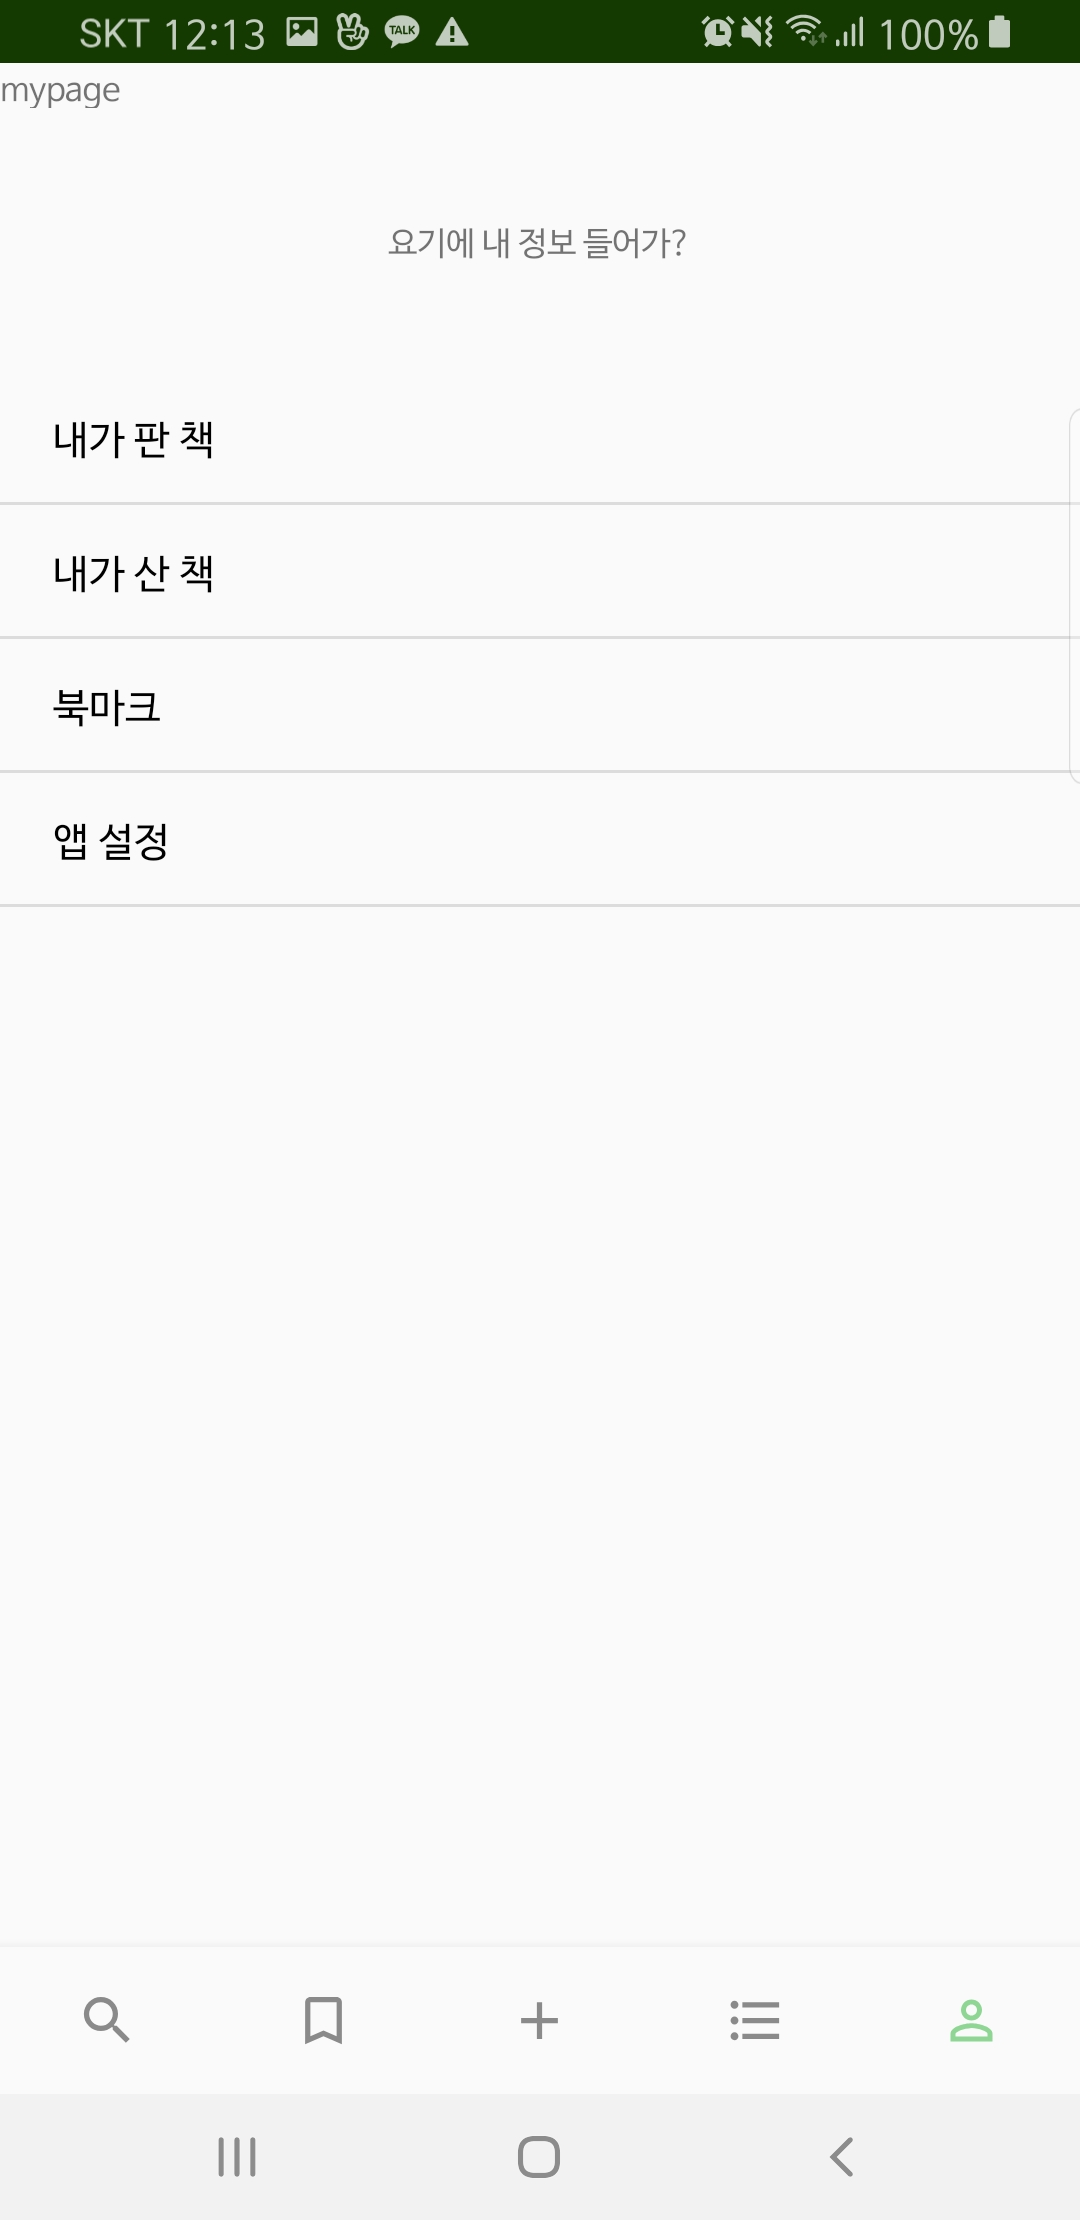 SKT 12:13 TALK 100%
mypage
요기에 내 정보 들어가?
내가 판 책
내가 산 책
북마크
앱 설정